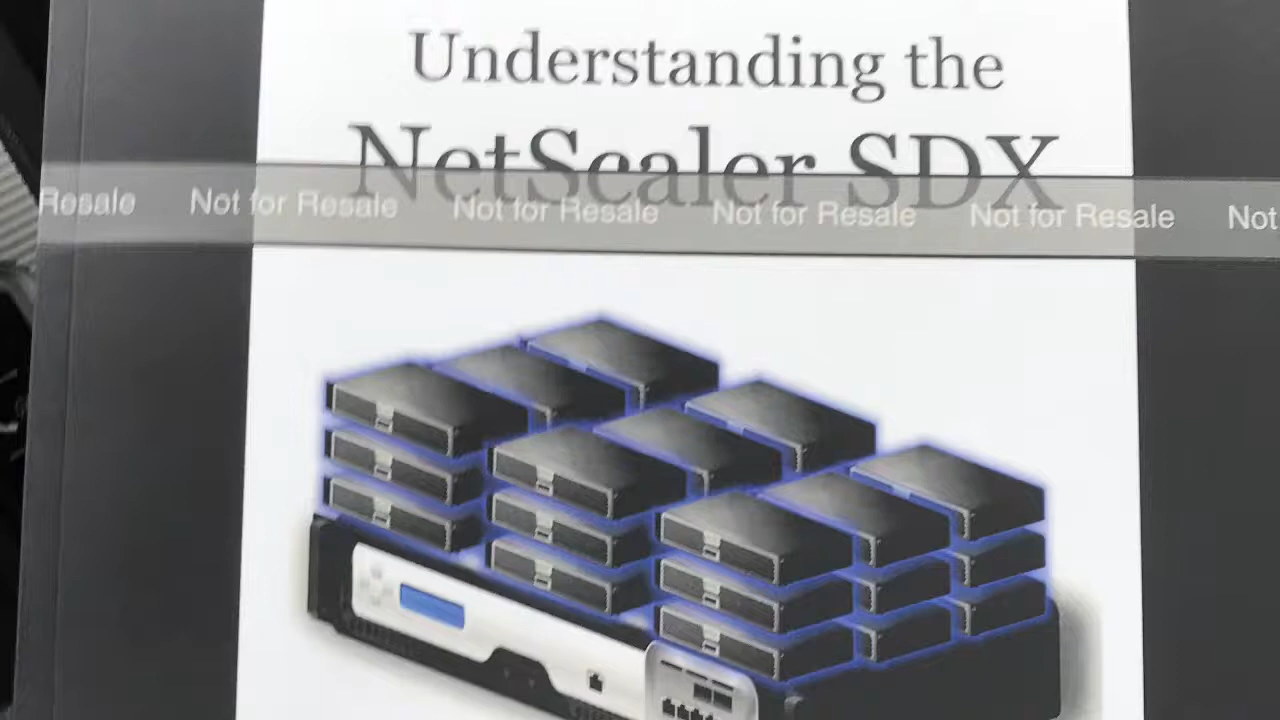 Understanding the
NetScaler SDX
Resale Not for Resale Not for Resale Not for Resale Not for Resale Not